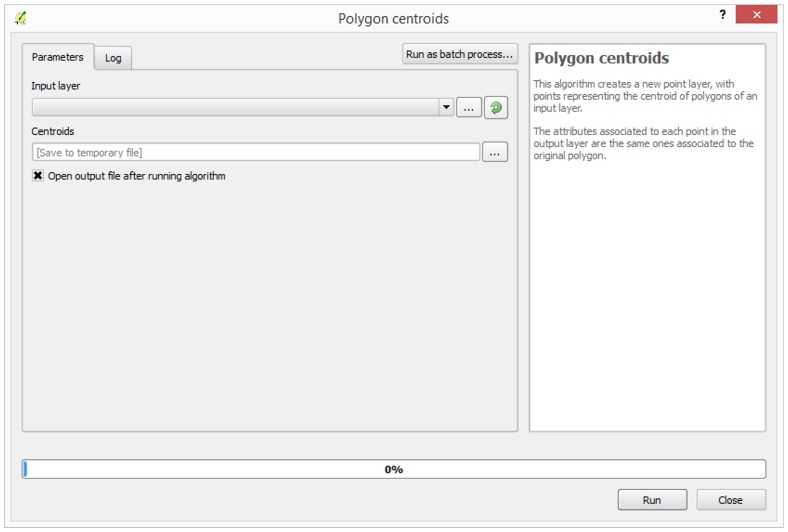 Polygon centroids
?
Parameters
Log
Run as batch process...
Input layer
...
Centroids
[Save to temporary file]
...
Open output file after running algorithm
Polygon centroids
This algorithm creates a new point layer, with
points representing the centroid of polygons of an
input layer.
The attributes associated to each point in the
output layer are the same ones associated to the
original polygon.
0%
Run
Close